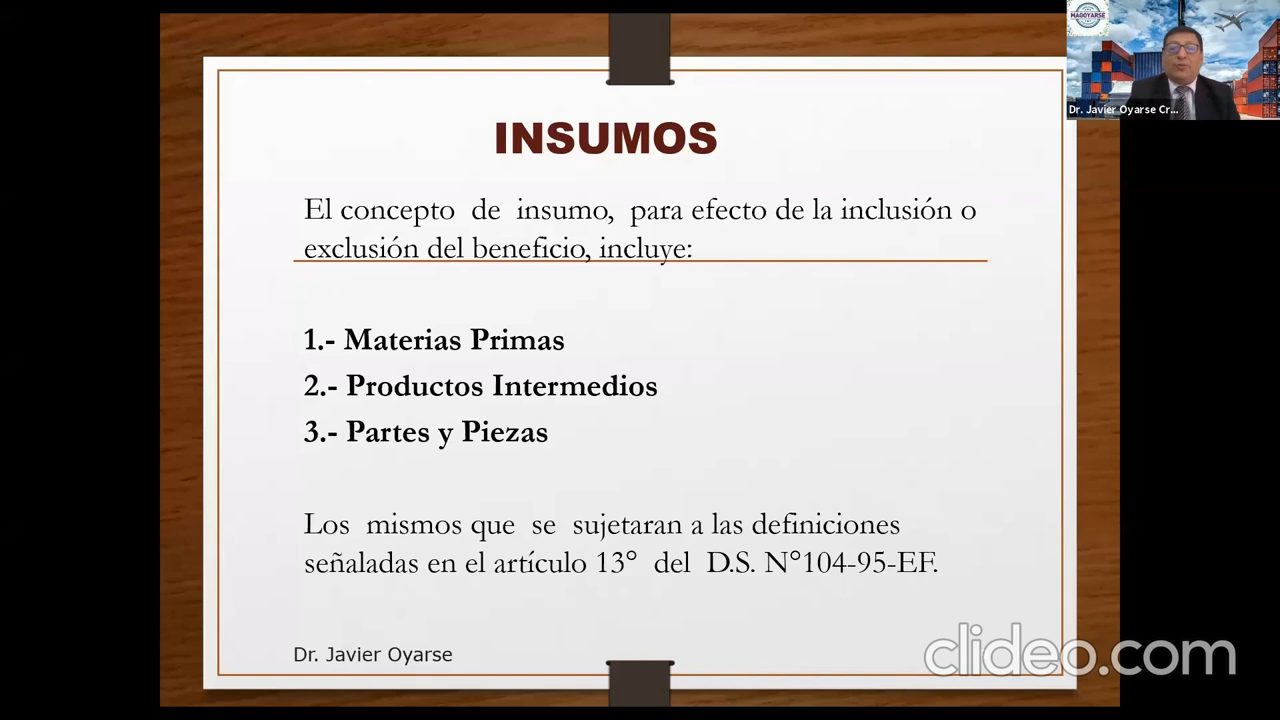 INSUMOS
El concepto de insumo, para efecto de la inclusión o
exclusión del beneficio, incluye:
1.- Materias Primas
2.- Productos Intermedios
3.- Partes y Piezas
Los mismos que se sujetaran a las definiciones
señaladas en el artículo 13° del D.S. N°104-95-EF.
Dr. Javier Oyarse
MAGOYARSE
Dr. Javier Oyarse Cr...
clideo.com